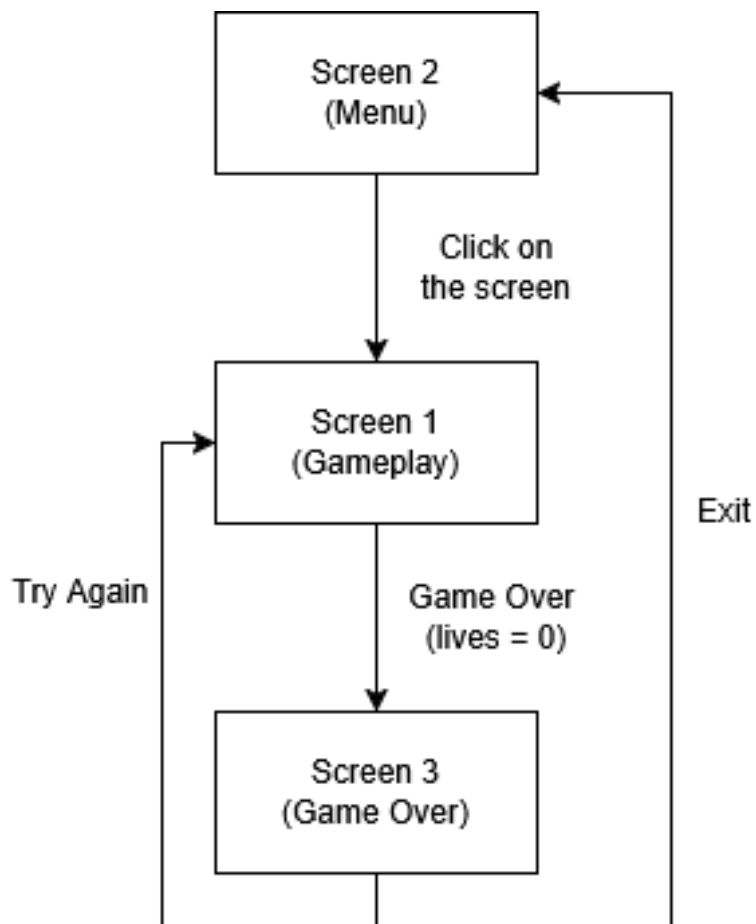 Screen 2
(Menu)
Click on
the screen
Screen 1
(Gameplay)
Exit
Try Again
Game Over
(lives = 0)
Screen 3
(Game Over)